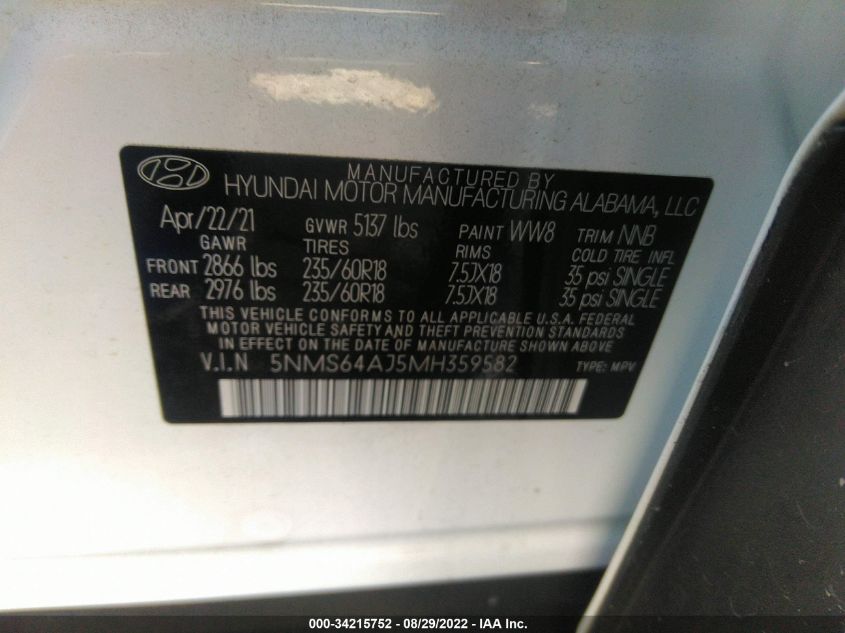 MANUFACTURED BY
HYUNDAI MOTOR MANUFACTURING ALABAMA, LLC
Apr/22/21 GVWR 5137 lbs PAINT WW8 TRIM NNB
GAWR TIRES RIMS COLD TIRE INFL
FRONT 2866 lbs 235/60R18 7.5JX18 35 psi SINGLE
REAR 2976 lbs 235/60R18 7.5JX18 35 psi SINGLE
THIS VEHICLE CONFORMS TO ALL APPLICABLE U.S.A. FEDERAL
MOTOR VEHICLE SAFETY AND THEFT PREVENTION STANDARDS
IN EFFECT ON THE DATE OF MANUFACTURE SHOWN ABOVE
V.I.N 5NMS64AJ5MH359582 TYPE: MPV
000-34215752 - 08/29/2022 - IAA Inc.